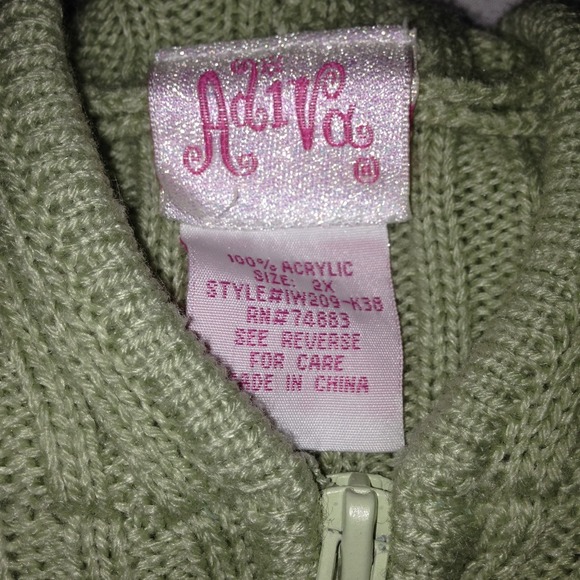 Adiva
®
100% ACRYLIC
SIZE: 2X
STYLE#IW209-K38
RN#74883
SEE REVERSE
FOR CARE
MADE IN CHINA